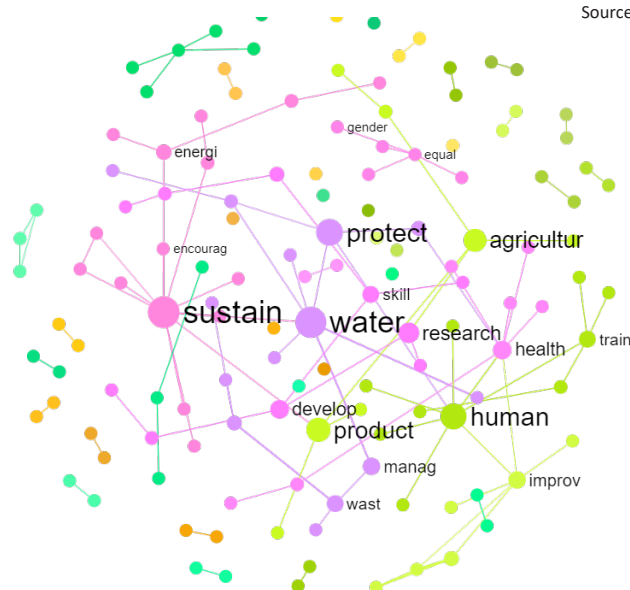 Source
gender
energi
equal
protect
agricultur
encourag
skill
sustain
water
research
health
train
develop
product
human
manag
improv
wast